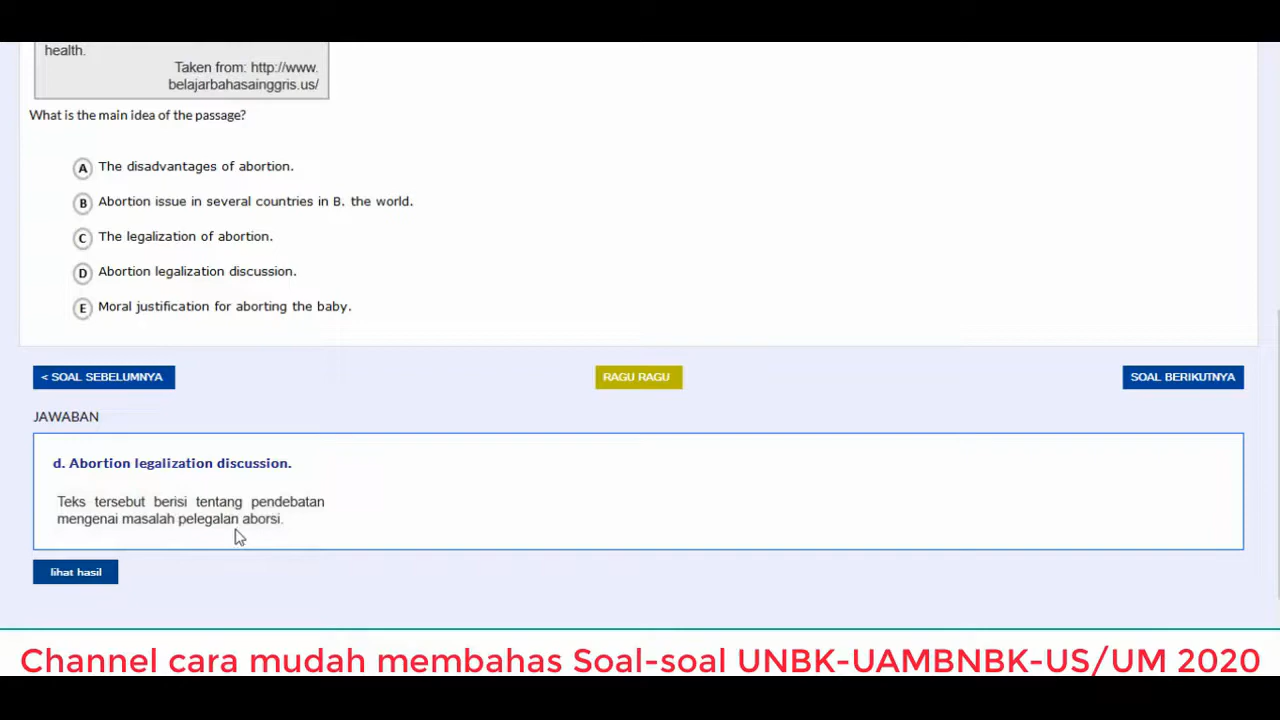 health.
Taken from: http://www.
belajarbahasainggris.us/
What is the main idea of the passage?
A The disadvantages of abortion.
B Abortion issue in several countries in B. the world.
C The legalization of abortion.
D Abortion legalization discussion.
E Moral justification for aborting the baby.
< SOAL SEBELUMNYA
RAGU RAGU
SOAL BERIKUTNYA
JAWABAN
d. Abortion legalization discussion.
Teks tersebut berisi tentang pendebatan
mengenai masalah pelegalan aborsi.
lihat hasil
Channel cara mudah membahas Soal-soal UNBK-UAMBNBK-US/UM 2020